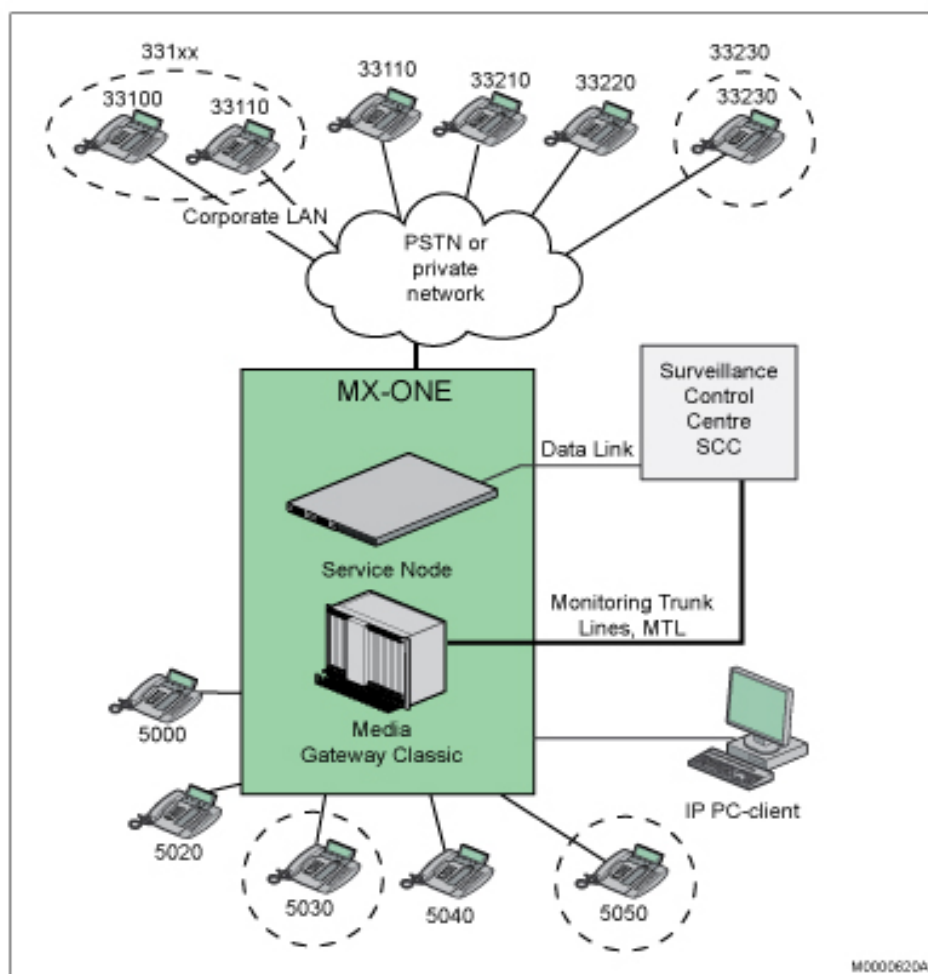 331xx
33100
33110
33110
33210
33220
33230
33230
Corporate LAN
PSTN or
private
network
MX-ONE
Surveillance
Control
Centre
SCC
Data Link
Service Node
Monitoring Trunk
Lines, MTL
Media
Gateway Classic
5000
5020
5030
5040
5050
IP PC-client
M0000620A